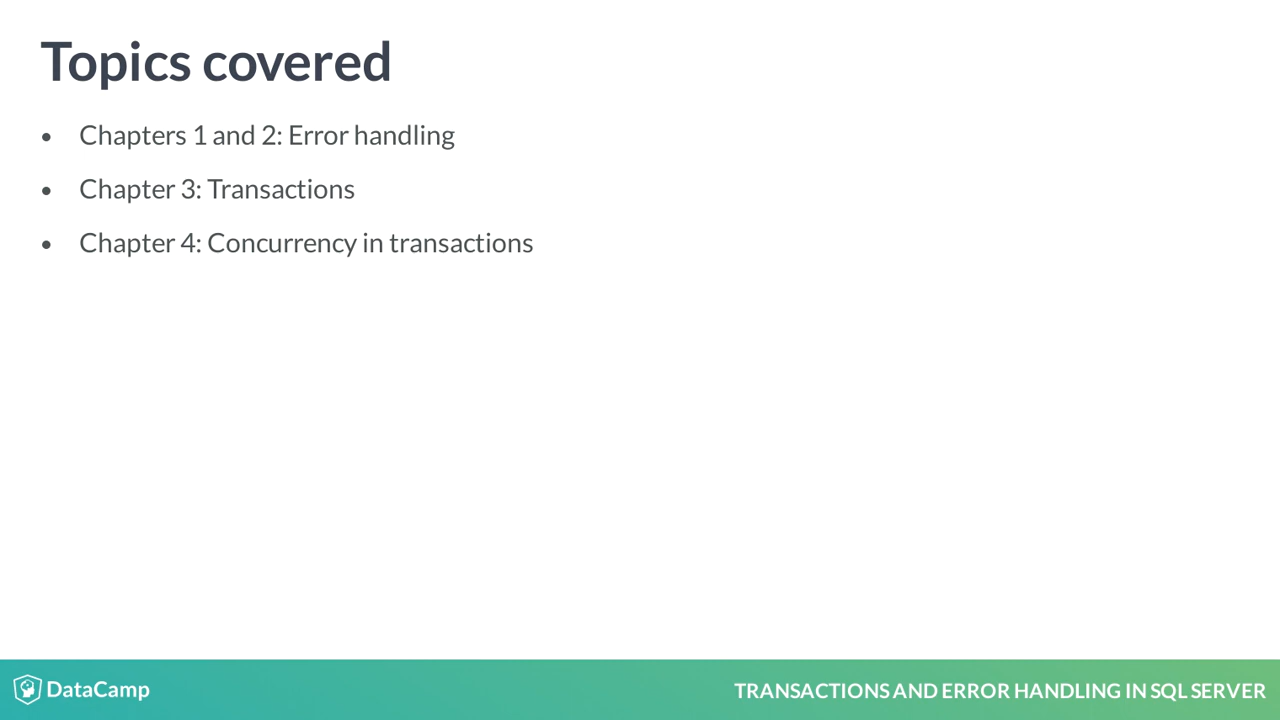 Topics covered
• Chapters 1 and 2: Error handling
• Chapter 3: Transactions
• Chapter 4: Concurrency in transactions
DataCamp
TRANSACTIONS AND ERROR HANDLING IN SQL SERVER